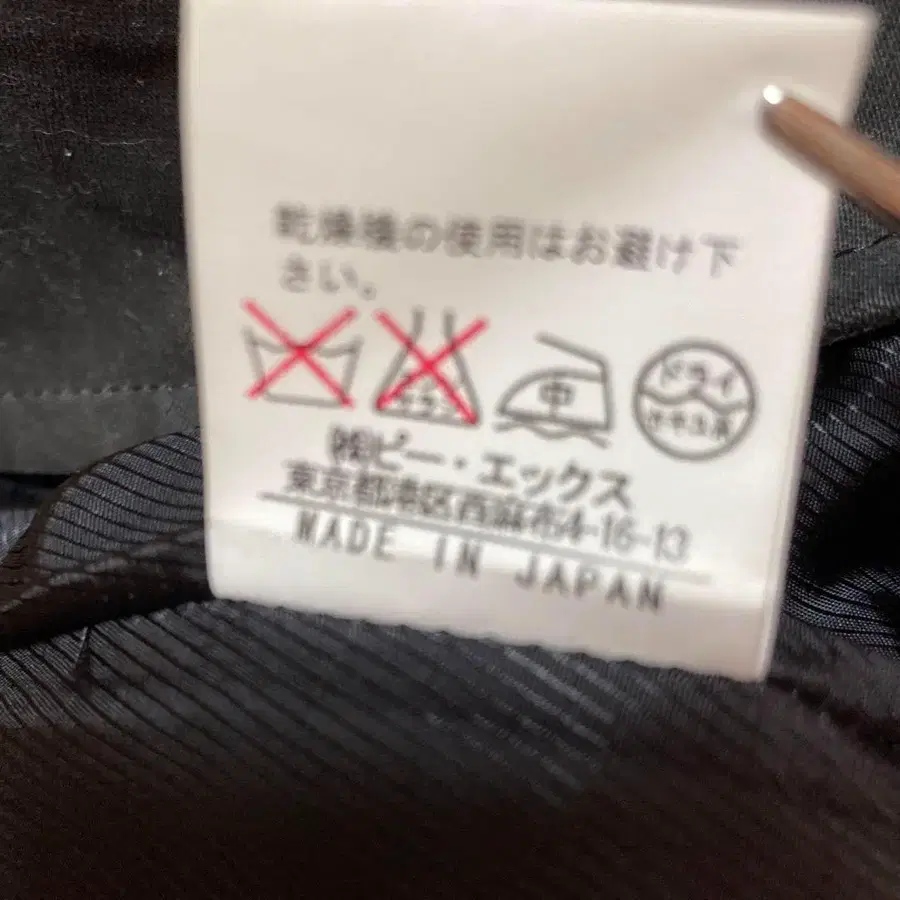 乾燥機の使用はお避け下
さい。
中
ドライ
セキユ系
㈱ビー・エックス
東京都港区西麻布4-16-13
MADE IN JAPAN